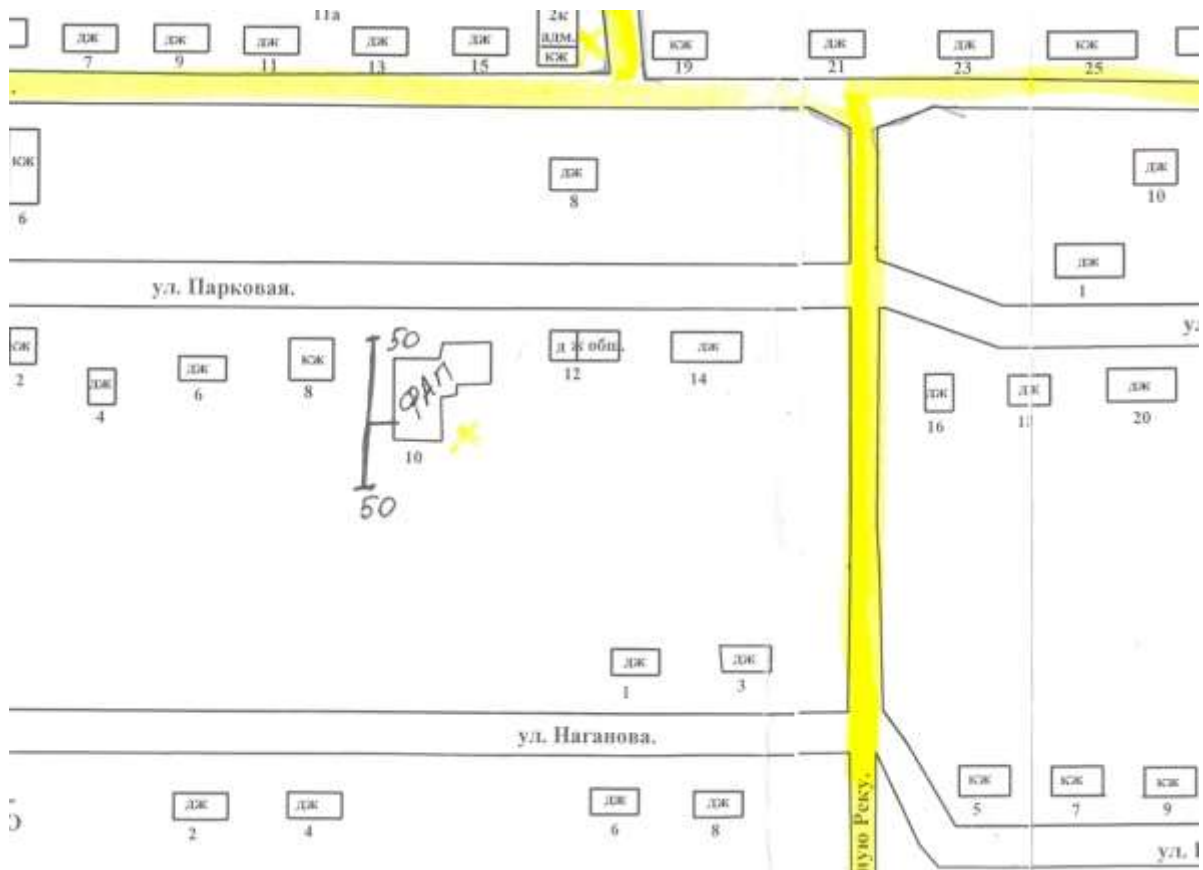 11а
2к
адм.
кж
дж
7
дж
9
дж
11
дж
13
дж
15
кж
19
дж
21
дж
23
кж
25
кж
6
дж
8
дж
10
дж
1
ул. Парковая.
кж
2
дж
4
дж
6
кж
8
50
ФАП
10
50
д ж общ.
12
дж
14
дж
16
дж
дж
20
дж
1
дж
3
ул. Наганова.
дж
2
дж
4
дж
6
дж
8
кж
5
кж
7
кж
9
ную Реку.
ул.